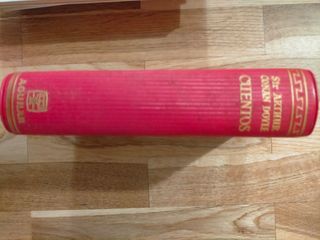 Sir ARTHUR
CONAN DOYLE
CUENTOS
AGUILAR